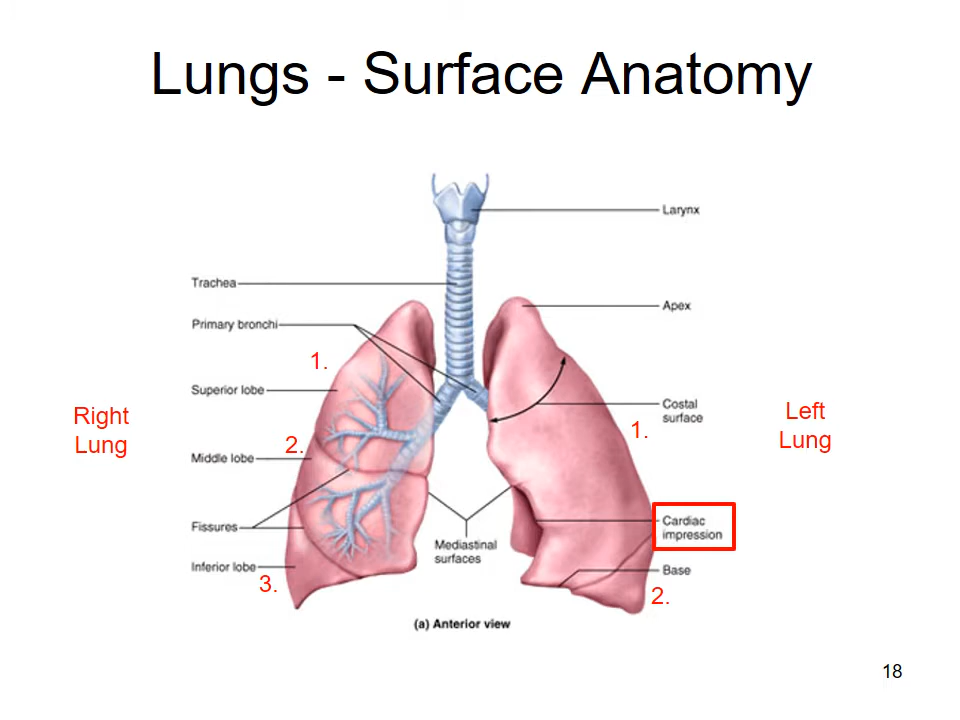 Lungs - Surface Anatomy
Larynx
Trachea
Apex
Primary bronchi
1.
Superior lobe
Costal
surface
Right
Lung
Left
Lung
1.
2.
Middle lobe
Fissures
Cardiac
impression
Mediastinal
surfaces
Inferior lobe
Base
3.
2.
(a) Anterior view
18